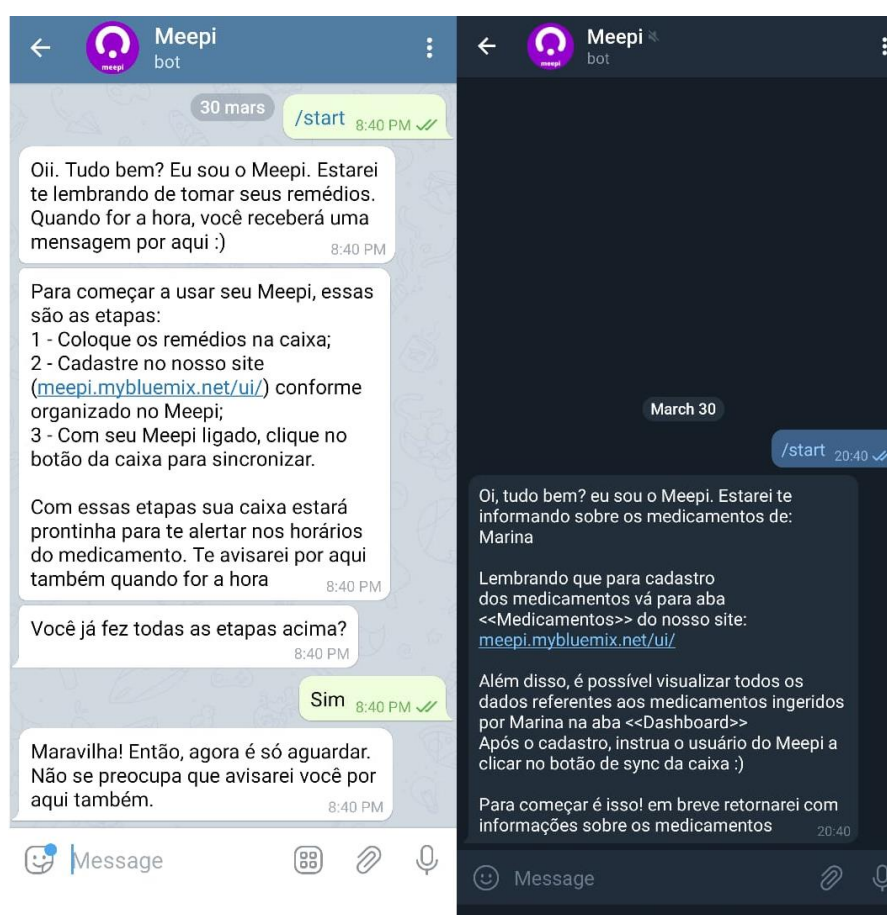 Meepi
bot
meepi
30 mars
/start 8:40 PM
Oii. Tudo bem? Eu sou o Meepi. Estarei
te lembrando de tomar seus remédios.
Quando for a hora, você receberá uma
mensagem por aqui :)
8:40 PM
Para começar a usar seu Meepi, essas
são as etapas:
1 - Coloque os remédios na caixa;
2 - Cadastre no nosso site
(meepi.mybluemix.net/ui/) conforme
organizado no Meepi;
3 - Com seu Meepi ligado, clique no
botão da caixa para sincronizar.
Com essas etapas sua caixa estará
prontinha para te alertar nos horários
do medicamento. Te avisarei por aqui
também quando for a hora
8:40 PM
Você já fez todas as etapas acima?
8:40 PM
Sim 8:40 PM
Maravilha! Então, agora é só aguardar.
Não se preocupa que avisarei você por
aqui também.
8:40 PM
Message
Meepi
bot
meepi
March 30
/start 20:40
Oi, tudo bem? eu sou o Meepi. Estarei te
informando sobre os medicamentos de:
Marina
Lembrando que para cadastro
dos medicamentos vá para aba
<<Medicamentos>> do nosso site:
meepi.mybluemix.net/ui/
Além disso, é possível visualizar todos os
dados referentes aos medicamentos ingeridos
por Marina na aba <<Dashboard>>
Após o cadastro, instrua o usuário do Meepi a
clicar no botão de sync da caixa :)
Para começar é isso! em breve retornarei com
informações sobre os medicamentos
20:40
Message